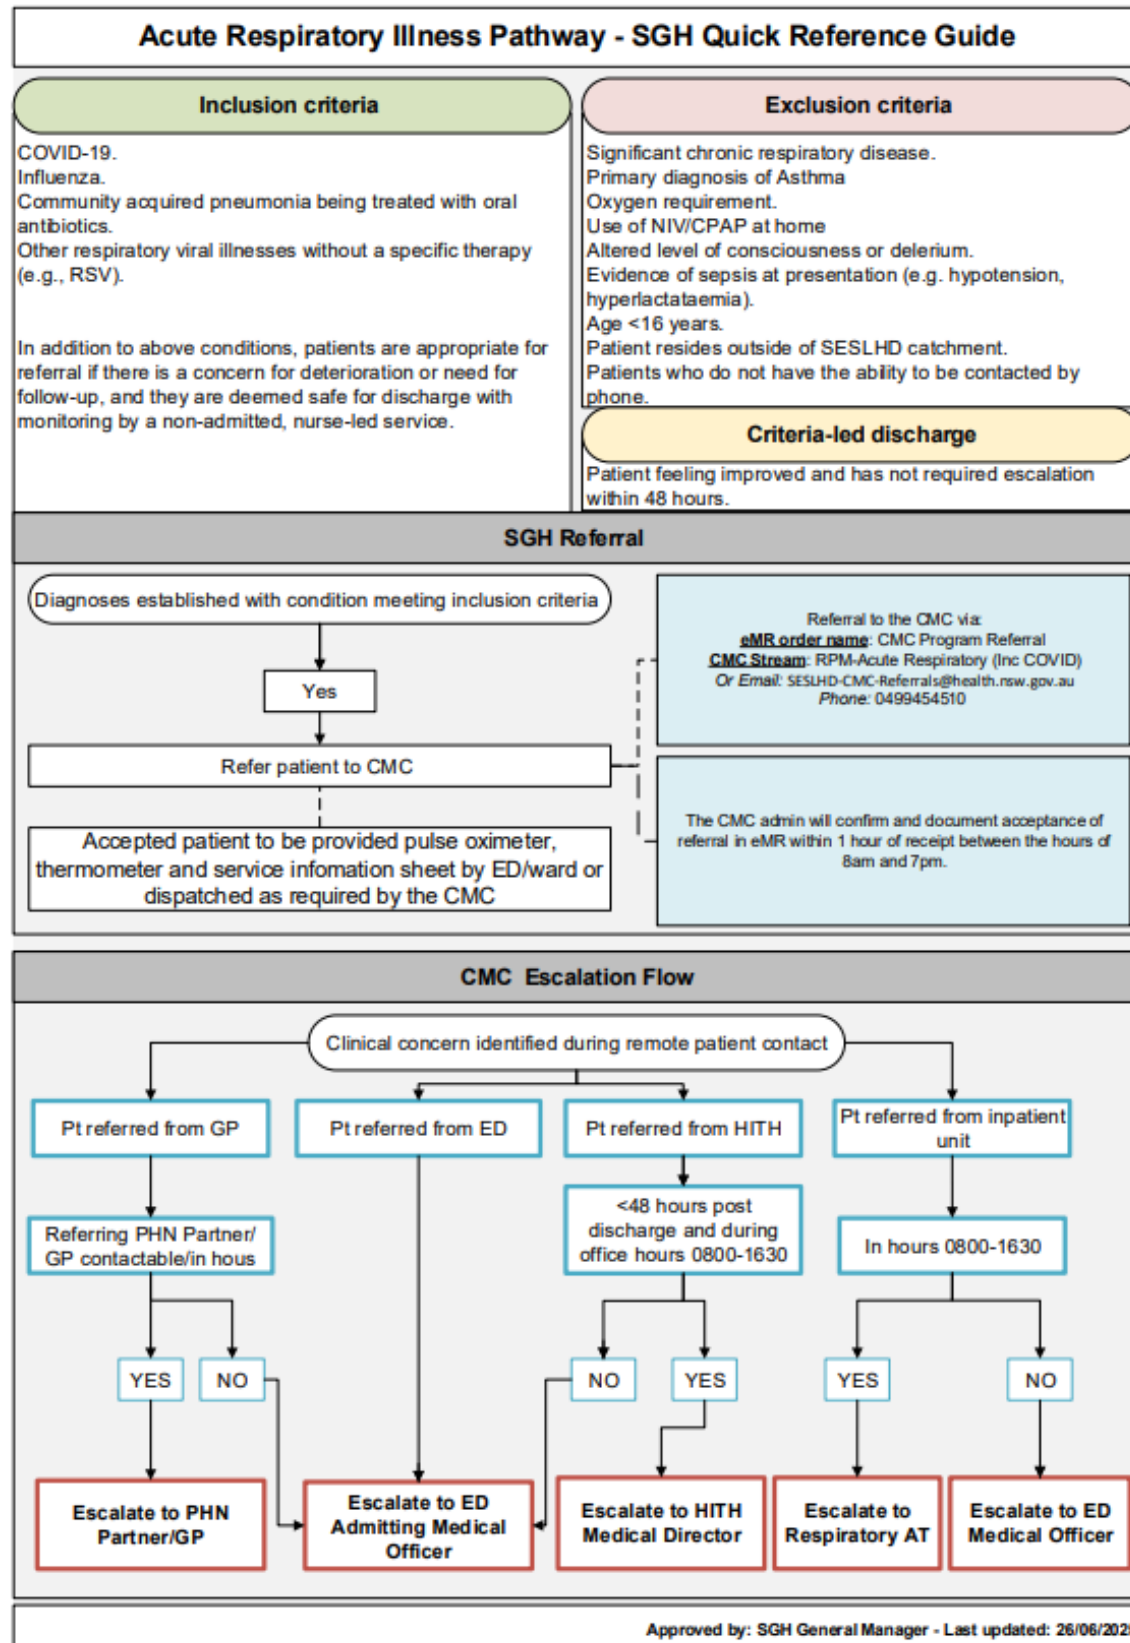 Acute Respiratory Illness Pathway - SGH Quick Reference Guide
Inclusion criteria
COVID-19.
Influenza.
Community acquired pneumonia being treated with oral
antibiotics.
Other respiratory viral illnesses without a specific therapy
(e.g., RSV).
In addition to above conditions, patients are appropriate for
referral if there is a concern for deterioration or need for
follow-up, and they are deemed safe for discharge with
monitoring by a non-admitted, nurse-led service.
Exclusion criteria
Significant chronic respiratory disease.
Primary diagnosis of Asthma
Oxygen requirement.
Use of NIV/CPAP at home
Altered level of consciousness or delerium.
Evidence of sepsis at presentation (e.g. hypotension,
hyperlactataemia).
Age <16 years.
Patient resides outside of SESLHD catchment.
Patients who do not have the ability to be contacted by
phone.
Criteria-led discharge
Patient feeling improved and has not required escalation
within 48 hours.
SGH Referral
Diagnoses established with condition meeting inclusion criteria
Yes
Refer patient to CMC
Accepted patient to be provided pulse oximeter,
thermometer and service infomation sheet by ED/ward or
dispatched as required by the CMC
Referral to the CMC via:
eMR order name: CMC Program Referral
CMC Stream: RPM-Acute Respiratory (Inc COVID)
Or Email: SESLHD-CMC-Referrals@health.nsw.gov.au
Phone: 0499454510
The CMC admin will confirm and document acceptance of
referral in eMR within 1 hour of receipt between the hours of
8am and 7pm.
CMC Escalation Flow
Clinical concern identified during remote patient contact
Pt referred from GP
Pt referred from ED
Pt referred from HITH
Pt referred from inpatient
unit
Referring PHN Partner/
GP contactable/in hous
<48 hours post
discharge and during
office hours 0800-1630
In hours 0800-1630
YES
NO
NO
YES
YES
NO
Escalate to PHN
Partner/GP
Escalate to ED
Admitting Medical
Officer
Escalate to HITH
Medical Director
Escalate to
Respiratory AT
Escalate to ED
Medical Officer
Approved by: SGH General Manager - Last updated: 26/06/202